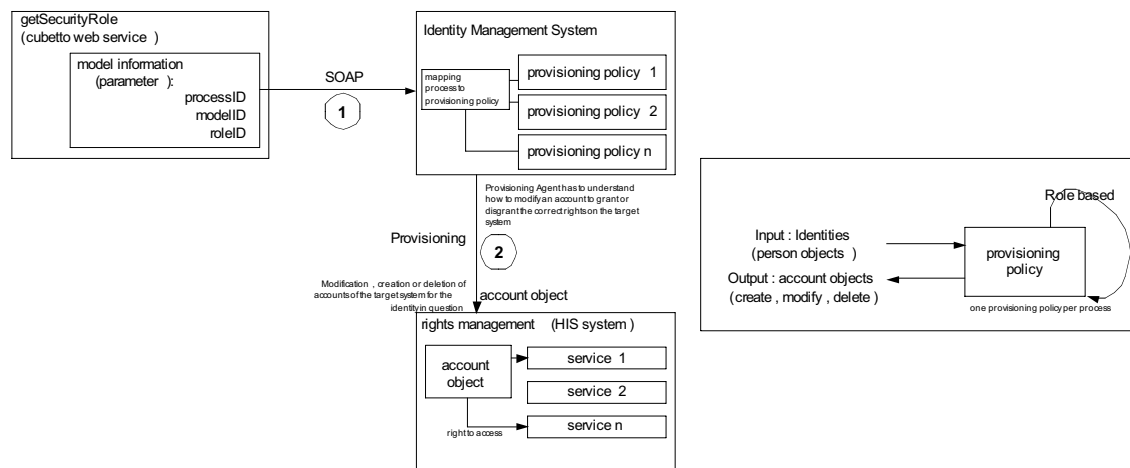 getSecurityRole
(cubetto web service )
model information
(parameter ):
processID
modelID
roleID
SOAP
1
Identity Management System
mapping
process to
provisioning policy
provisioning policy 1
provisioning policy 2
provisioning policy n
Provisioning Agent has to understand
how to modify an account to grant or
disgrant the correct rights on the target
system
Provisioning
2
Modification , creation or deletion of
accounts of the target system for the
identity in question
account object
rights management (HIS system )
account
object
service 1
service 2
service n
right to access
Role based
Input : Identities
(person objects )
Output : account objects
(create , modify , delete )
provisioning
policy
one provisioning policy per process